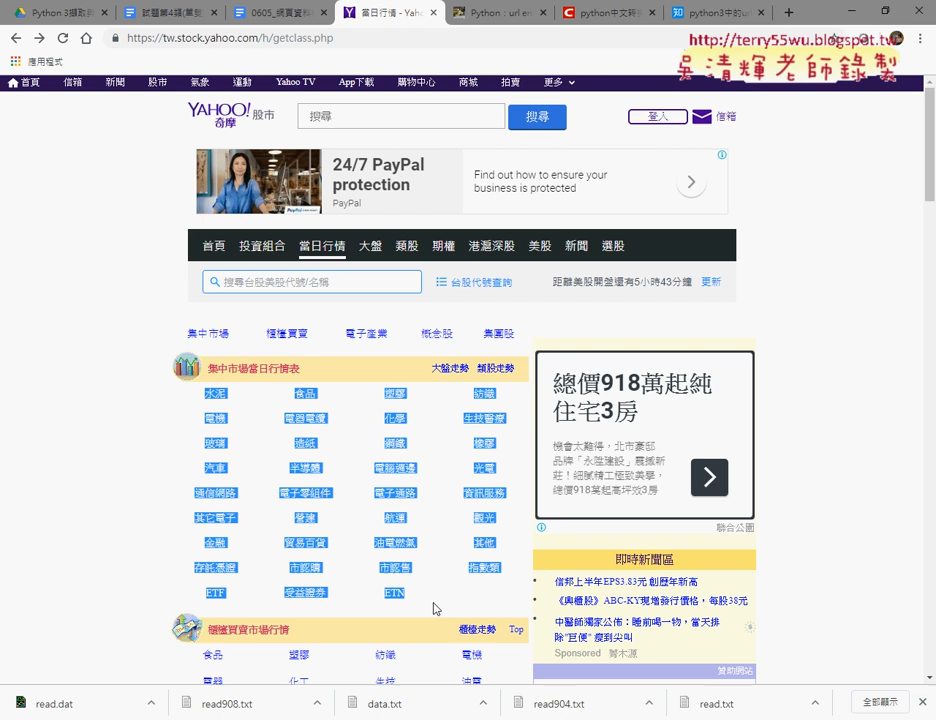 Python 3擷取與
試題第4類(單數
0605_網頁資料
當日行情 - Yaho
Python：url en
python中文轉
python3中的url
https://tw.stock.yahoo.com/h/getclass.php
應用程式
http://terry55wu.blogspot.tw
吳清輝老師錄製
首頁 信箱 新聞 股市 氣象 運動 Yahoo TV App下載 購物中心 商城 拍賣 更多
YAHOO! 奇摩 股市
搜尋
搜尋
登入
信箱
24/7 PayPal protection
PayPal
Find out how to ensure your
business is protected
首頁 投資組合 當日行情 大盤 類股 期權 港滬深股 美股 新聞 選股
搜尋台股美股代號/名稱
台股代號查詢
距離美股開盤還有5小時43分鐘 更新
集中市場 櫃檯買賣 電子產業 概念股 集團股
集中市場當日行情表 大盤走勢 類股走勢
水泥 食品 塑膠 紡織
電機 電器電纜 化學 生技醫療
玻璃 造紙 鋼鐵 橡膠
汽車 半導體 電腦週邊 光電
通信網路 電子零組件 電子通路 資訊服務
其它電子 營建 航運 觀光
金融 貿易百貨 油電燃氣 其他
存託憑證 市認購 市認售 指數類
ETF 受益證券 ETN
櫃檯買賣市場行情 櫃檯走勢 Top
食品 塑膠 紡織 電機
電器 化工 生技 油電
總價918萬起純
住宅3房
機會太難得，北市豪邸
品牌「永陞建設」震撼新
莊！細膩精工極致美學，
總價918萬起高坪效3房
聯合公園
即時新聞區
信邦上半年EPS3.83元 創歷年新高
《興櫃股》ABC-KY現增發行價格，每股38元
中醫師獨家公佈：睡前喝一物，當天排
除"巨便" 瘦到尖叫
Sponsored
贊助網站
read.dat
read908.txt
data.txt
read904.txt
read.txt
全部顯示